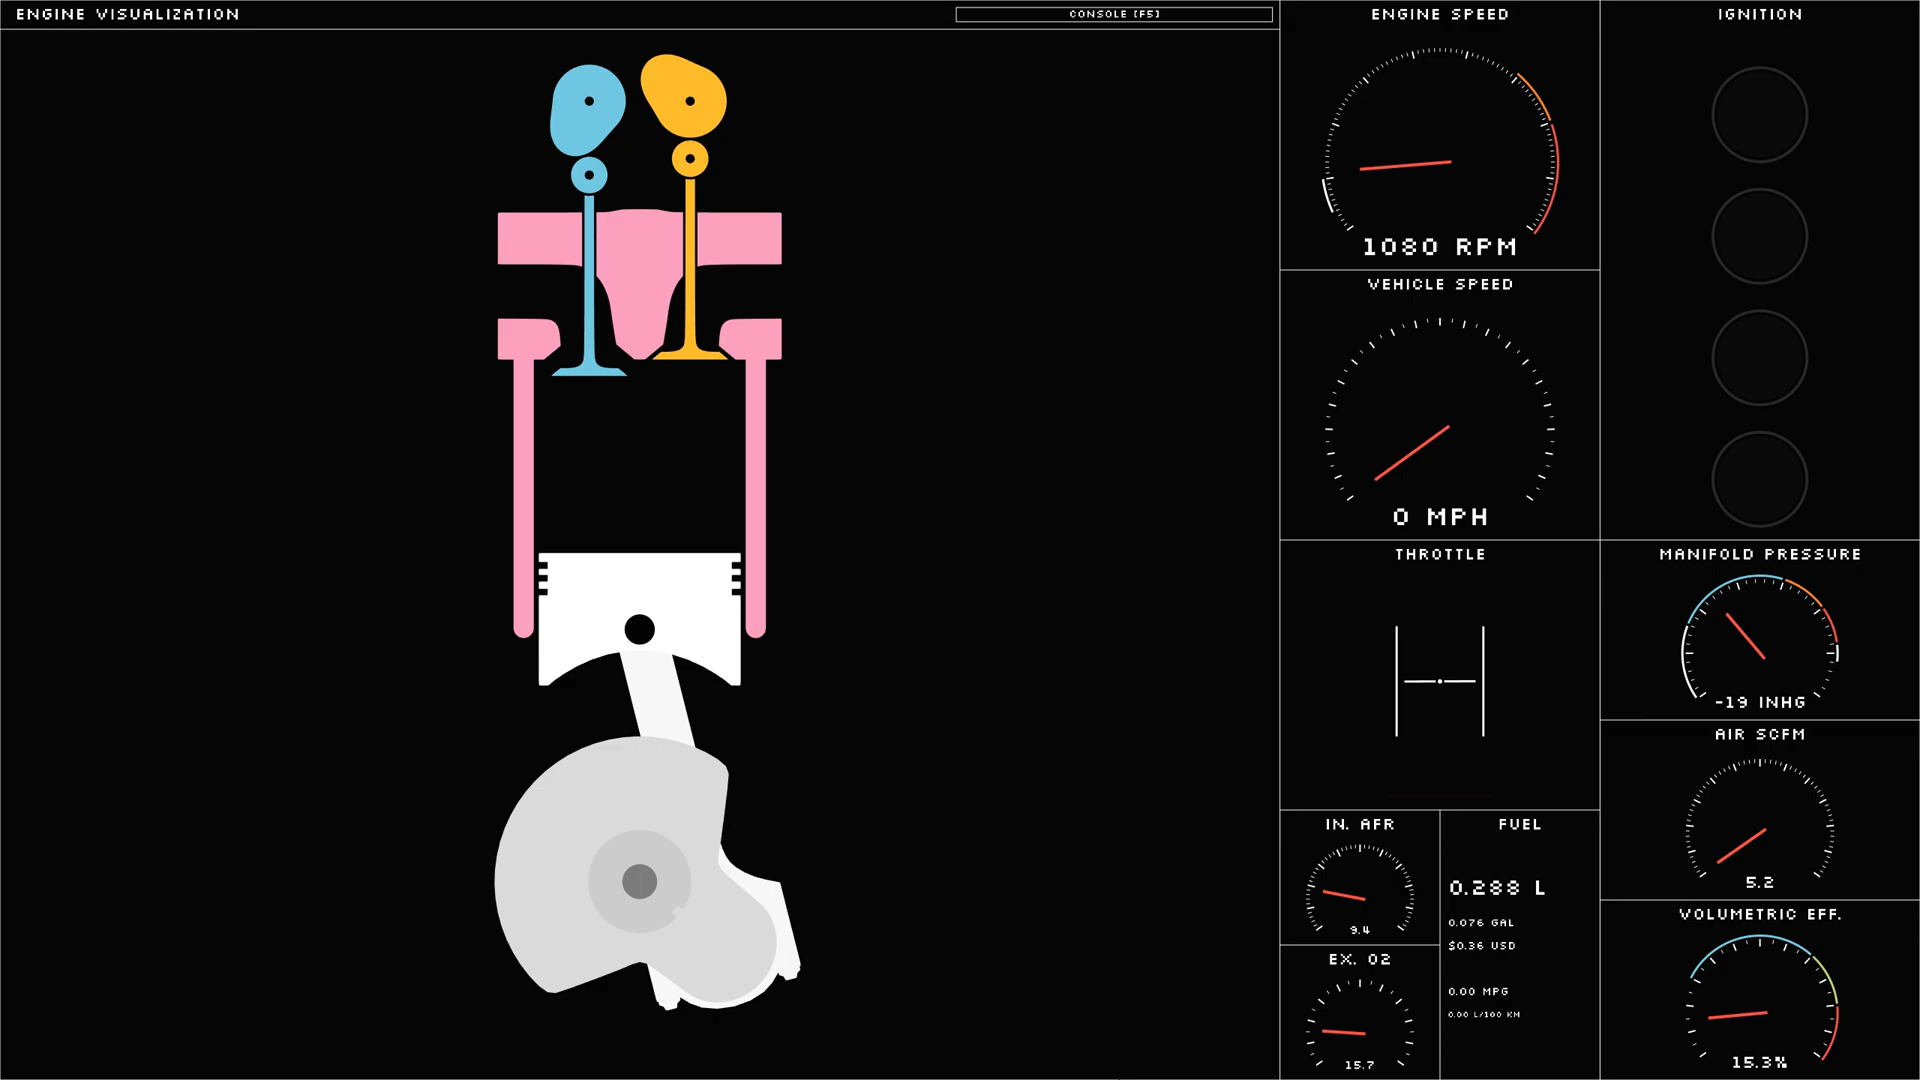 ENGINE VISUALIZATION
CONSOLE [F5]
ENGINE SPEED
1080 RPM
IGNITION
VEHICLE SPEED
0 MPH
THROTTLE
MANIFOLD PRESSURE
-19 INHG
AIR SCFM
5.2
IN. AFR
9.4
FUEL
0.288 L
0.076 GAL
$0.36 USD
0.00 MPG
0.00 L/100 KM
EX. O2
15.7
VOLUMETRIC EFF.
15.3%